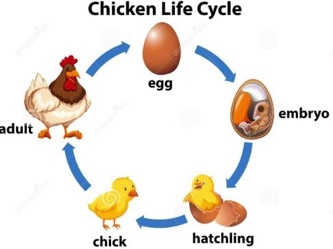 Chicken Life Cycle
egg
embryo
hatchling
chick
adult